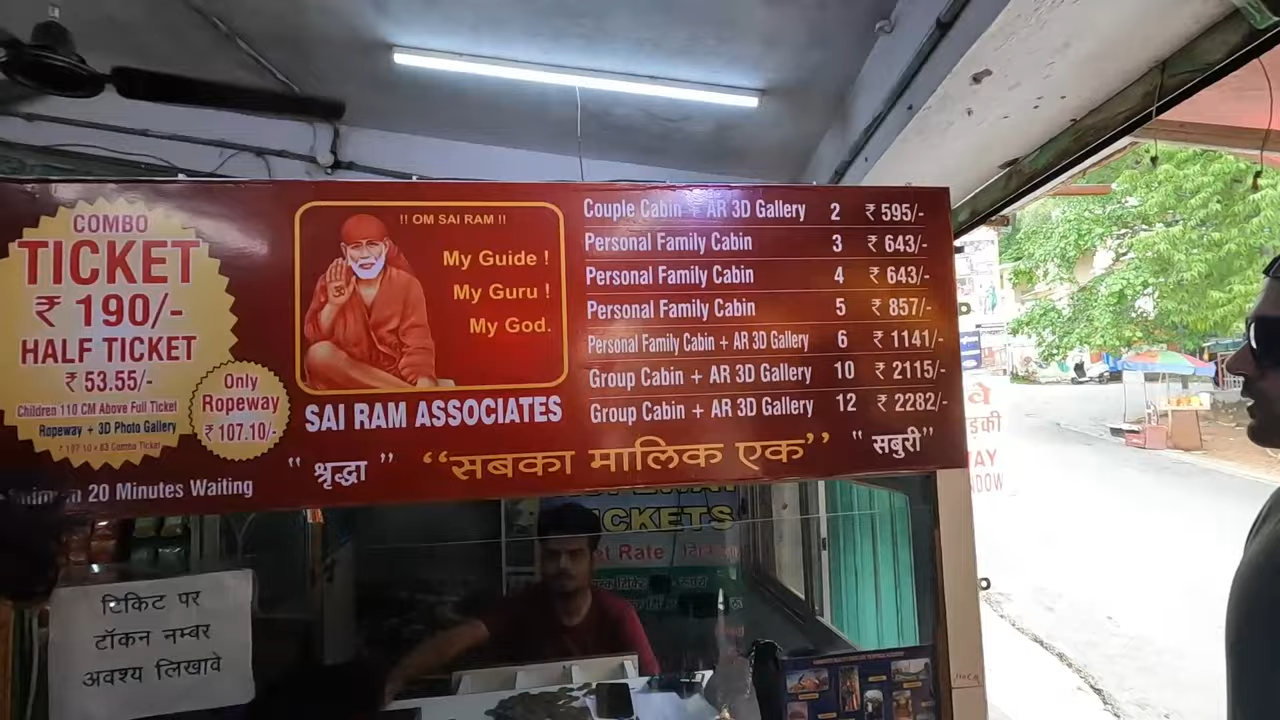 COMBO
TICKET
₹ 190/-
HALF TICKET
₹ 53.55/-
Children 110 CM Above Full Ticket
Ropeway + 3D Photo Gallery
Only
Ropeway
₹ 107.10/-
20 Minutes Waiting
!! OM SAI RAM !!
My Guide !
My Guru !
My God.
SAI RAM ASSOCIATES
Couple Cabin + AR 3D Gallery 2 ₹ 595/-
Personal Family Cabin 3 ₹ 643/-
Personal Family Cabin 4 ₹ 643/-
Personal Family Cabin 5 ₹ 857/-
Personal Family Cabin + AR 3D Gallery 6 ₹ 1141/-
Group Cabin + AR 3D Gallery 10 ₹ 2115/-
Group Cabin + AR 3D Gallery 12 ₹ 2282/-
“श्रृद्धा” “सबका मालिक एक” “सबुरी”
टिकिट पर
टॉकन नम्बर
अवश्य लिखावे